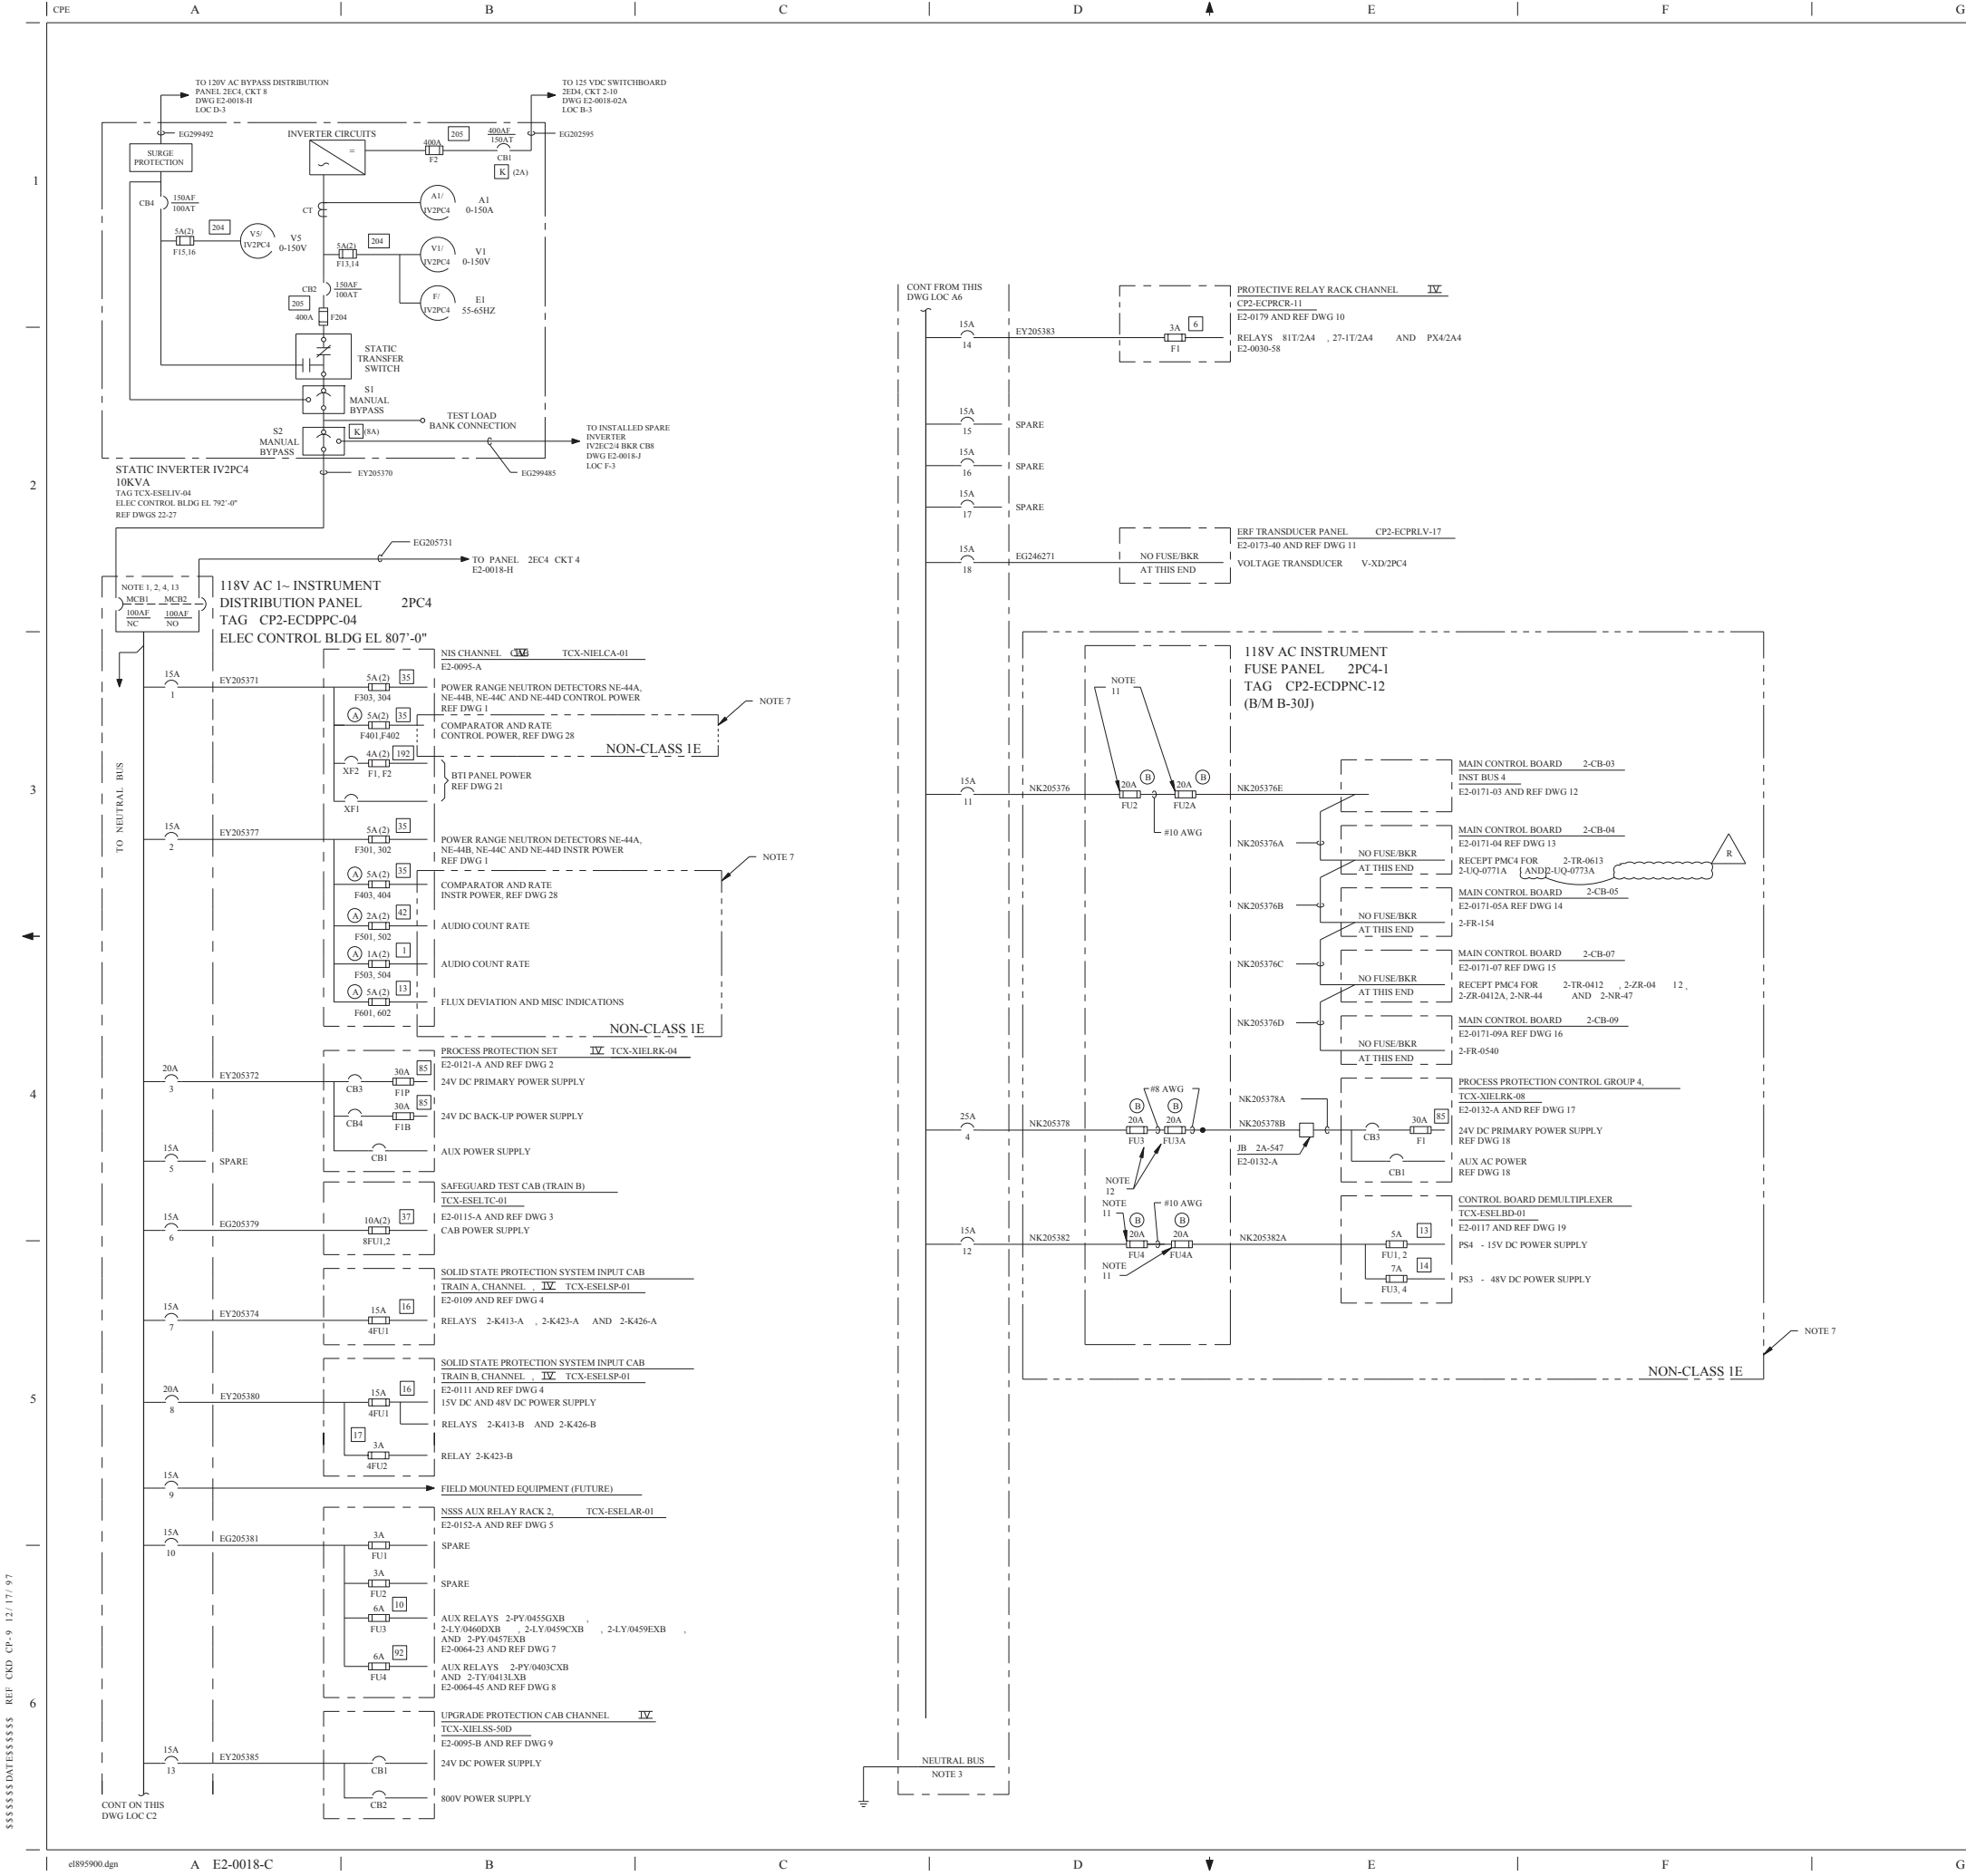 CPE
A B C D E F G
TO 120V AC BYPASS DISTRIBUTION
PANEL 2EC4, CKT 8
DWG E2-0018-H
LOC D-3
TO 125 VDC SWITCHBOARD
2ED4, CKT 2-10
DWG E2-0018-02A
LOC B-3
EG299492
INVERTER CIRCUITS
205
400AF
150AT
CB1
EG202595
400A
F2
K (2A)
SURGE
PROTECTION
1
CB4
150AF
100AT
CT
A1/
IV2PC4
A1
0-150A
5A(2)
F15,16
204
V5/
IV2PC4
V5
0-150V
5A(2)
F13,14
204
V1/
IV2PC4
V1
0-150V
CB2
150AF
100AT
F/
IV2PC4
E1
55-65HZ
205
400A
F204
STATIC
TRANSFER
SWITCH
S1
MANUAL
BYPASS
TEST LOAD
BANK CONNECTION
S2
MANUAL
BYPASS
K (8A)
TO INSTALLED SPARE
INVERTER
IV2EC2/4 BKR CB8
DWG E2-0018-J
LOC F-3
EY205370
EG299485
STATIC INVERTER IV2PC4
10KVA
TAG TCX-ESELIV-04
ELEC CONTROL BLDG EL 792'-0"
REF DWGS 22-27
2
EG205731
TO PANEL 2EC4 CKT 4
E2-0018-H
NOTE 1, 2, 4, 13
MCB1 MCB2
100AF 100AF
NC NO
118V AC 1~ INSTRUMENT
DISTRIBUTION PANEL 2PC4
TAG CP2-ECDPPC-04
ELEC CONTROL BLDG EL 807'-0"
TO NEUTRAL BUS
NIS CHANNEL IV TCX-NIELCA-01
E2-0095-A
15A
1
EY205371
5A(2)
35
F303, 304
POWER RANGE NEUTRON DETECTORS NE-44A,
NE-44B, NE-44C AND NE-44D CONTROL POWER
REF DWG 1
NOTE 7
A 5A(2) 35
F401,F402
COMPARATOR AND RATE
CONTROL POWER, REF DWG 28
NON-CLASS 1E
XF2
4A(2) 192
F1, F2
BTI PANEL POWER
REF DWG 21
XF1
3
15A
2
EY205377
5A(2) 35
F301, 302
POWER RANGE NEUTRON DETECTORS NE-44A,
NE-44B, NE-44C AND NE-44D INSTR POWER
REF DWG 1
NOTE 7
A 5A(2) 35
F403, 404
COMPARATOR AND RATE
INSTR POWER, REF DWG 28
A 2A(2) 42
F501, 502
AUDIO COUNT RATE
A 1A(2) 1
F503, 504
AUDIO COUNT RATE
A 5A(2) 13
F601, 602
FLUX DEVIATION AND MISC INDICATIONS
NON-CLASS 1E
PROCESS PROTECTION SET IV TCX-XIELRK-04
E2-0121-A AND REF DWG 2
20A
3
EY205372
CB3
30A 85
F1P
24V DC PRIMARY POWER SUPPLY
4
CB4
30A 85
F1B
24V DC BACK-UP POWER SUPPLY
CB1
AUX POWER SUPPLY
15A
5
SPARE
SAFEGUARD TEST CAB (TRAIN B)
TCX-ESELTC-01
E2-0115-A AND REF DWG 3
15A
6
EG205379
10A(2) 37
8FU1,2
CAB POWER SUPPLY
SOLID STATE PROTECTION SYSTEM INPUT CAB
TRAIN A, CHANNEL , IV TCX-ESELSP-01
E2-0109 AND REF DWG 4
15A
7
EY205374
15A 16
4FU1
RELAYS 2-K413-A , 2-K423-A AND 2-K426-A
SOLID STATE PROTECTION SYSTEM INPUT CAB
TRAIN B, CHANNEL , IV TCX-ESELSP-01
E2-0111 AND REF DWG 4
5
20A
8
EY205380
15A 16
4FU1
15V DC AND 48V DC POWER SUPPLY
RELAYS 2-K413-B AND 2-K426-B
17
3A
4FU2
RELAY 2-K423-B
15A
9
FIELD MOUNTED EQUIPMENT (FUTURE)
NSSS AUX RELAY RACK 2, TCX-ESELAR-01
E2-0152-A AND REF DWG 5
15A
10
EG205381
3A
FU1
SPARE
3A
FU2
SPARE
6A 10
FU3
AUX RELAYS 2-PY/0455GXB ,
2-LY/0460DXB , 2-LY/0459CXB , 2-LY/0459EXB ,
AND 2-PY/0457EXB
E2-0064-23 AND REF DWG 7
6A 92
FU4
AUX RELAYS 2-PY/0403CXB
AND 2-TY/0413LXB
E2-0064-45 AND REF DWG 8
6
UPGRADE PROTECTION CAB CHANNEL IV
TCX-XIELSS-50D
E2-0095-B AND REF DWG 9
15A
13
EY205385
CB1
24V DC POWER SUPPLY
CB2
800V POWER SUPPLY
CONT ON THIS
DWG LOC C2
CONT FROM THIS
DWG LOC A6
15A
14
EY205383
3A 6
F1
PROTECTIVE RELAY RACK CHANNEL IV
CP2-ECPRCR-11
E2-0179 AND REF DWG 10
RELAYS 81T/2A4 , 27-1T/2A4 AND PX4/2A4
E2-0030-58
15A
15
SPARE
15A
16
SPARE
15A
17
SPARE
15A
18
EG246271
NO FUSE/BKR
AT THIS END
ERF TRANSDUCER PANEL CP2-ECPRLV-17
E2-0173-40 AND REF DWG 11
VOLTAGE TRANSDUCER V-XD/2PC4
118V AC INSTRUMENT
FUSE PANEL 2PC4-1
TAG CP2-ECDPNC-12
(B/M B-30J)
NOTE
11
15A
11
NK205376
20A B
FU2
20A B
FU2A
#10 AWG
NK205376E
MAIN CONTROL BOARD 2-CB-03
INST BUS 4
E2-0171-03 AND REF DWG 12
NK205376A
NO FUSE/BKR
AT THIS END
MAIN CONTROL BOARD 2-CB-04
E2-0171-04 REF DWG 13
RECEPT PMC4 FOR 2-TR-0613
2-UQ-0771A AND 2-UQ-0773A
R
NK205376B
NO FUSE/BKR
AT THIS END
MAIN CONTROL BOARD 2-CB-05
E2-0171-05A REF DWG 14
2-FR-154
NK205376C
NO FUSE/BKR
AT THIS END
MAIN CONTROL BOARD 2-CB-07
E2-0171-07 REF DWG 15
RECEPT PMC4 FOR 2-TR-0412 , 2-ZR-04 12 ,
2-ZR-0412A, 2-NR-44 AND 2-NR-47
NK205376D
NO FUSE/BKR
AT THIS END
MAIN CONTROL BOARD 2-CB-09
E2-0171-09A REF DWG 16
2-FR-0540
25A
4
NK205378
#8 AWG
B B
20A 20A
FU3 FU3A
NOTE
12
NK205378A
NK205378B
JB 2A-547
E2-0132-A
CB3
30A 85
F1
CB1
PROCESS PROTECTION CONTROL GROUP 4,
TCX-XIELRK-08
E2-0132-A AND REF DWG 17
24V DC PRIMARY POWER SUPPLY
REF DWG 18
AUX AC POWER
REF DWG 18
NOTE
11
#10 AWG
15A
12
NK205382
B B
20A 20A
FU4 FU4A
NOTE
11
NK205382A
CONTROL BOARD DEMULTIPLEXER
TCX-ESELBD-01
E2-0117 AND REF DWG 19
5A 13
FU1, 2
PS4 - 15V DC POWER SUPPLY
7A 14
FU3, 4
PS3 - 48V DC POWER SUPPLY
NOTE 7
NON-CLASS 1E
NEUTRAL BUS
NOTE 3
$$$$$$$DATE$$$$$$ REF CKD CP-9 12/17/97
el895900.dgn
A E2-0018-C B C D E F G